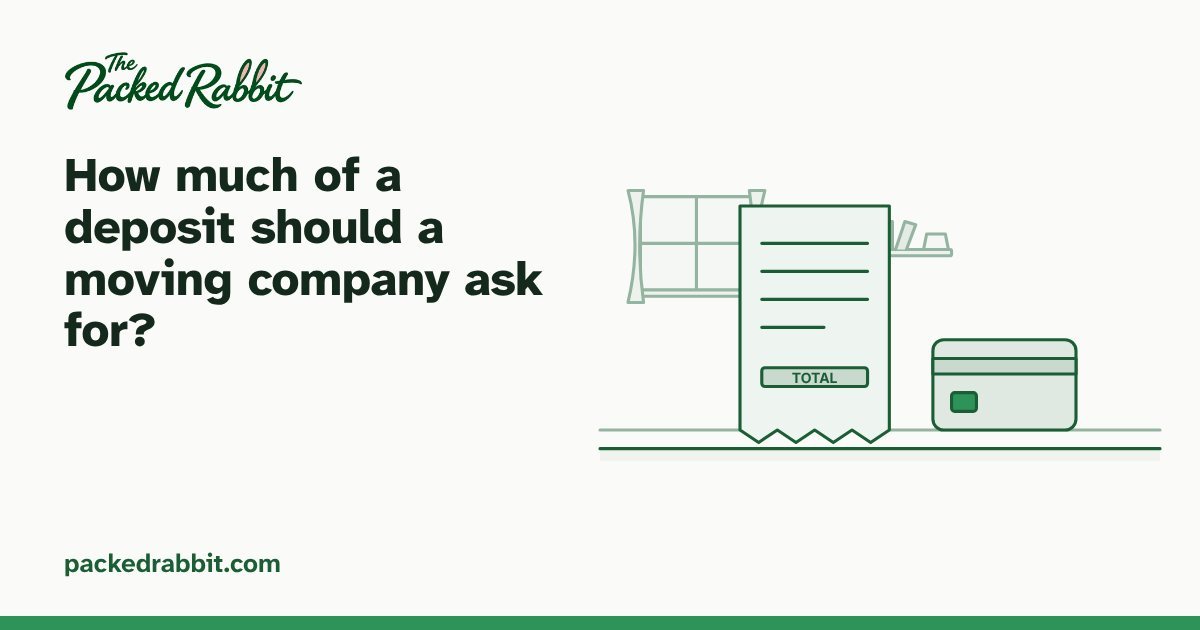 The
Packed Rabbit
How much of a
deposit should a
moving company ask
for?
TOTAL
packedrabbit.com